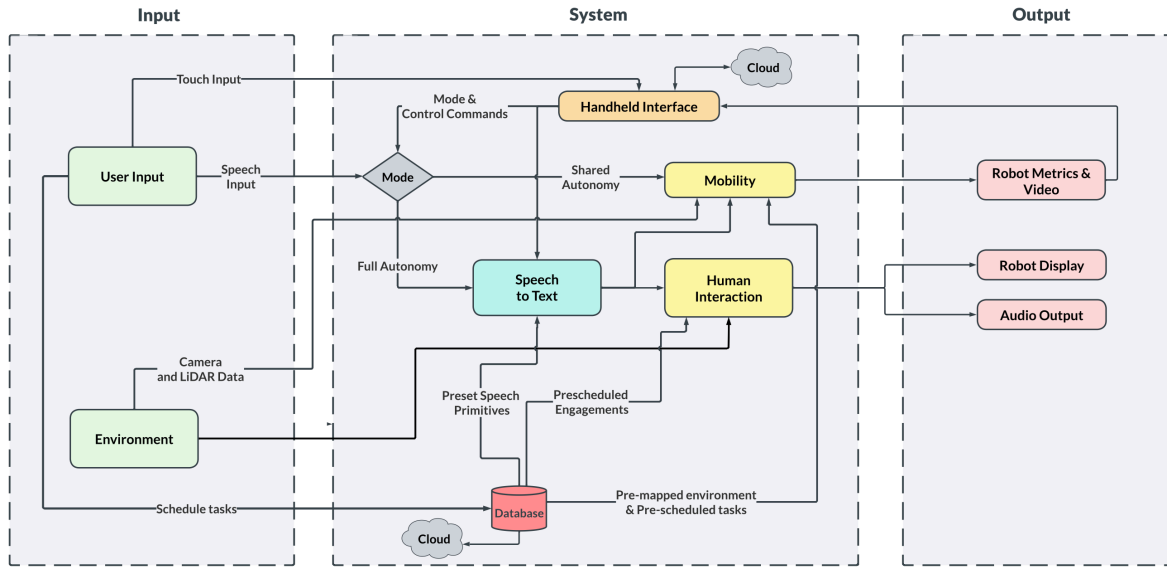 Input
System
Output
Cloud
Touch Input
Mode &
Control Commands
Handheld Interface
User Input
Speech
Input
Mode
Shared
Autonomy
Mobility
Robot Metrics &
Video
Full Autonomy
Speech
to Text
Human
Interaction
Robot Display
Audio Output
Camera
and LiDAR Data
Preset Speech
Primitives
Prescheduled
Engagements
Environment
Schedule tasks
Database
Pre-mapped environment
& Pre-scheduled tasks
Cloud